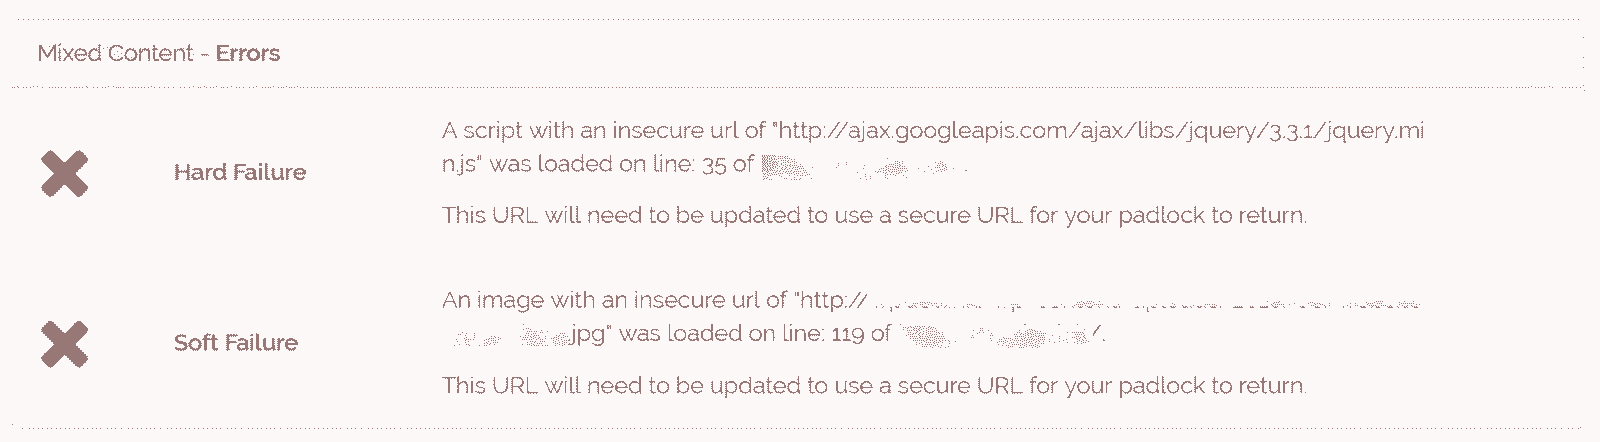 Mixed Content - Errors
A script with an insecure url of "http://ajax.googleapis.com/ajax/libs/jquery/3.3.1/jquery.mi
n.js" was loaded on line: 35 of
Hard Failure
This URL will need to be updated to use a secure URL for your padlock to return.
An image with an insecure url of "http://
.jpg" was loaded on line: 119 of /.
Soft Failure
This URL will need to be updated to use a secure URL for your padlock to return.